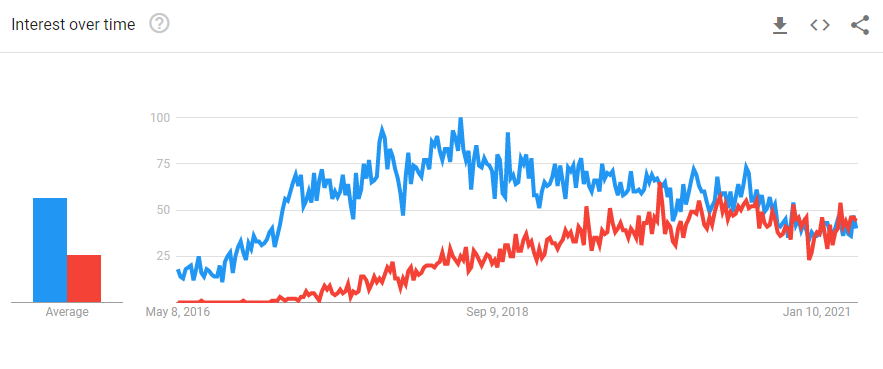 Interest over time
100
75
50
25
Average
May 8, 2016
Sep 9, 2018
Jan 10, 2021